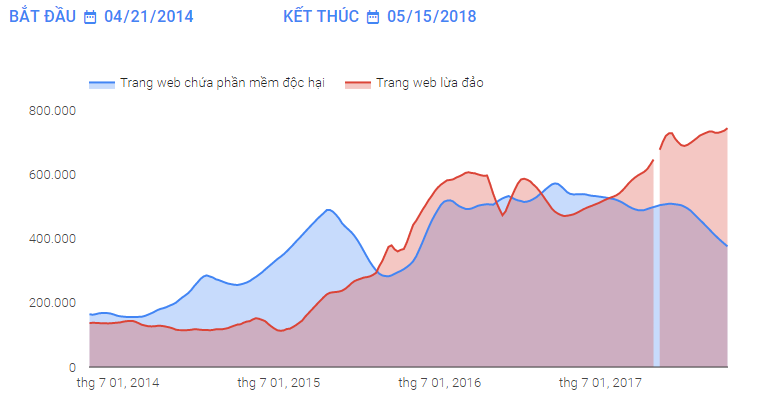 BẮT ĐẦU 04/21/2014 KẾT THÚC 05/15/2018
Trang web chứa phần mềm độc hại Trang web lừa đảo
800.000
600.000
400.000
200.000
0
thg 7 01, 2014 thg 7 01, 2015 thg 7 01, 2016 thg 7 01, 2017